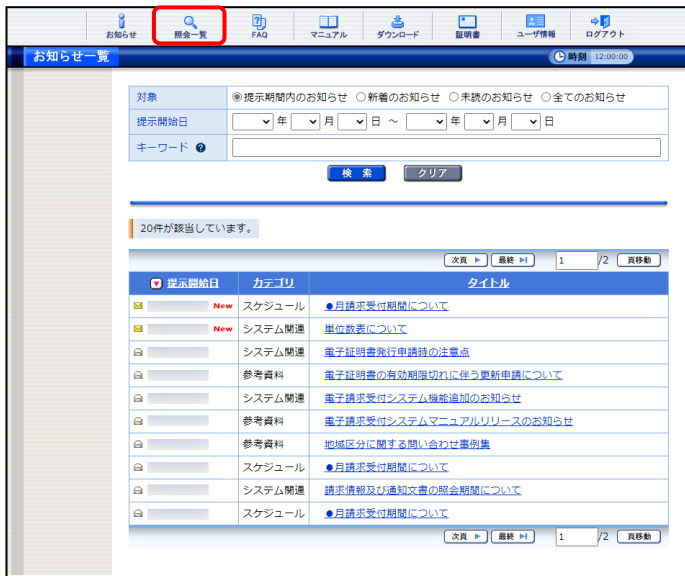 お知らせ 照会一覧 FAQ マニュアル ダウンロード 証明書 ユーザ情報 ログアウト
お知らせ一覧 時刻 12:00:00
対象 提示期間内のお知らせ 新着のお知らせ 未読のお知らせ 全てのお知らせ
提示開始日 年 月 日 ～ 年 月 日
キーワード ?
検 索 クリア
20件が該当しています。
次頁 最終 1 /2 頁移動
提示開始日 カテゴリ タイトル
New スケジュール ●月請求受付期間について
New システム関連 単位数表について
システム関連 電子証明書発行申請時の注意点
参考資料 電子証明書の有効期限切れに伴う更新申請について
システム関連 電子請求受付システム機能追加のお知らせ
参考資料 電子請求受付システムマニュアルリリースのお知らせ
参考資料 地域区分に関する問い合わせ事例集
スケジュール ●月請求受付期間について
システム関連 請求情報及び通知文書の照会期間について
スケジュール ●月請求受付期間について
次頁 最終 1 /2 頁移動